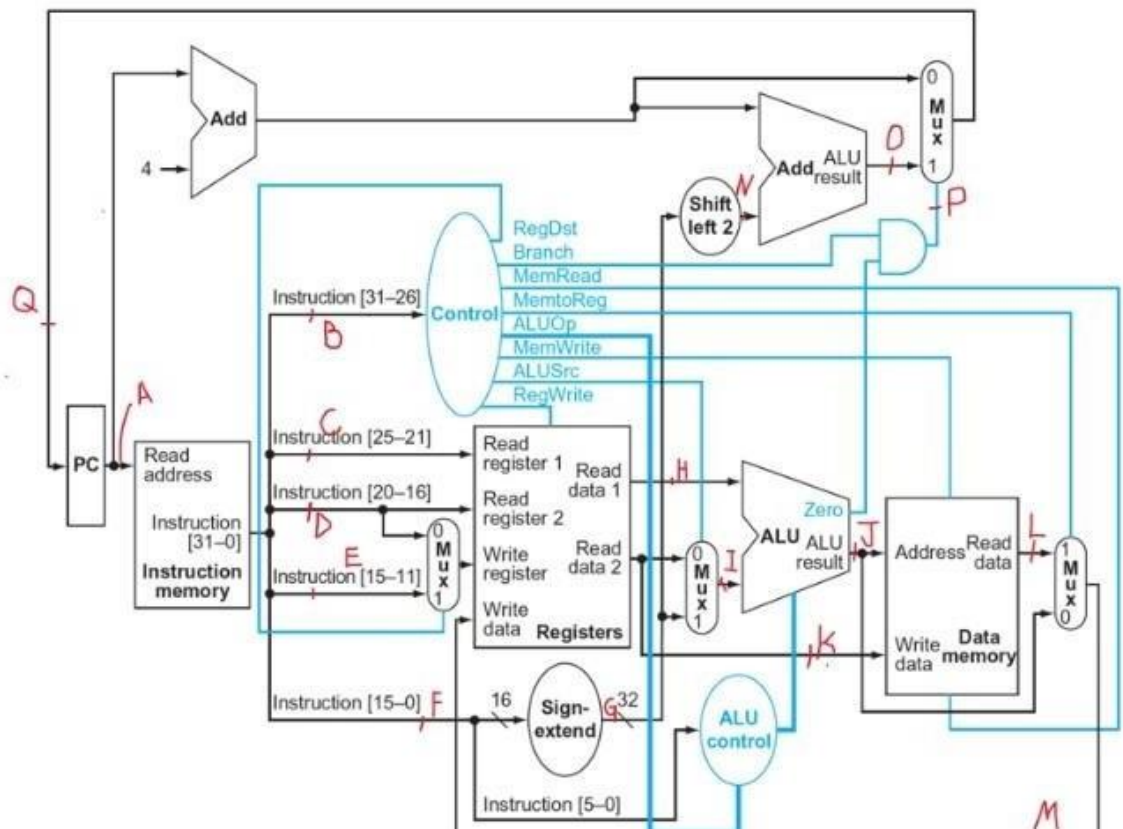 Add
4
0
Mux
1
O
Add ALU result
N
Shift left 2
P
RegDst
Branch
MemRead
MemtoReg
ALUOp
MemWrite
ALUSrc
RegWrite
Control
Instruction [31–26]
B
Q
A
PC
Read address
Instruction [31–0]
Instruction memory
C
Instruction [25–21]
Instruction [20–16]
D
E
Instruction [15–11]
0
Mux
1
Read register 1
Read register 2
Write register
Write data
Read data 1
Read data 2
Registers
H
0
Mux
1
I
Zero
ALU
ALU result
J
Address
Read data
Write data
Data memory
L
1
Mux
0
K
Instruction [15–0]
F
16
Sign-extend
G
32
ALU control
Instruction [5–0]
M